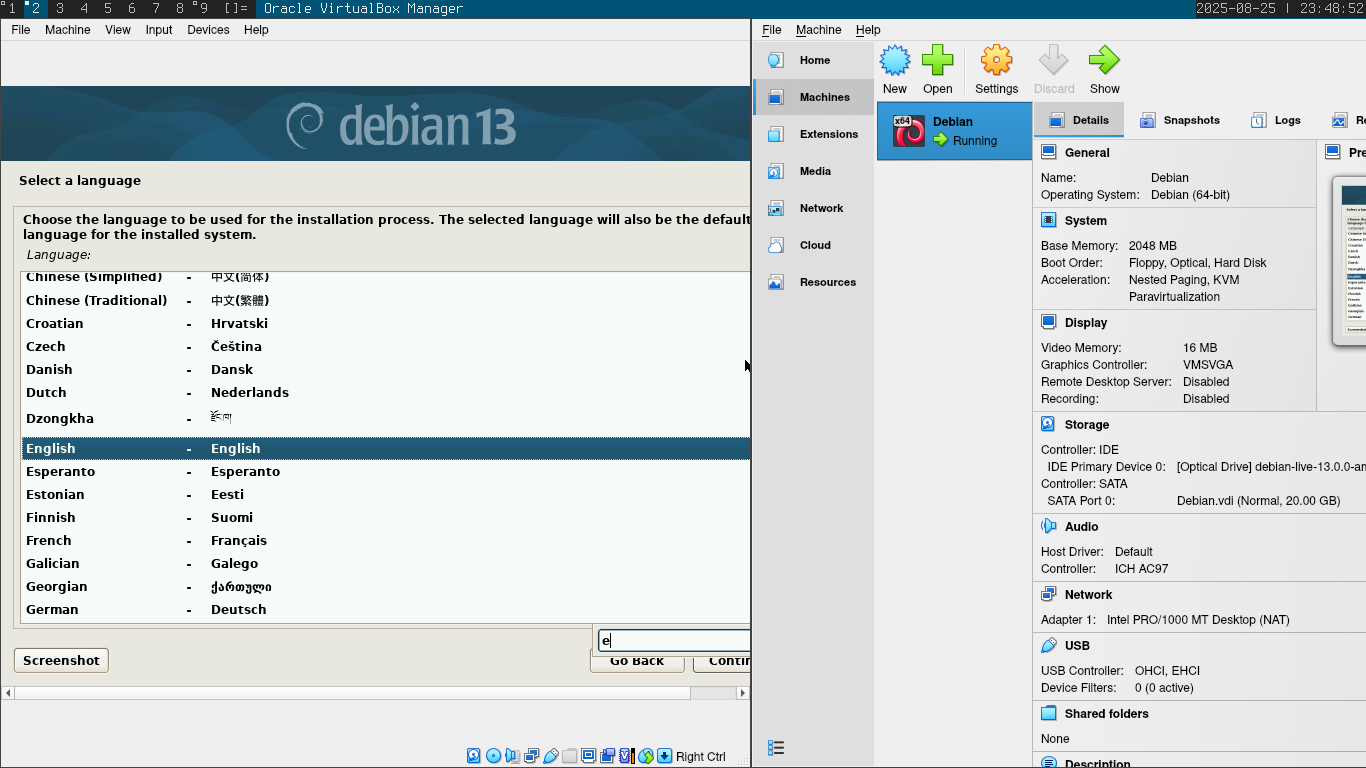 1 2 3 4 5 6 7 8 9 []= Oracle VirtualBox Manager 2025-08-25 | 23:48:52
File Machine View Input Devices Help
debian 13
Select a language
Choose the language to be used for the installation process. The selected language will also be the default
language for the installed system.
Language:
Chinese (Simplified) - 中文(简体)
Chinese (Traditional) - 中文(繁體)
Croatian - Hrvatski
Czech - Čeština
Danish - Dansk
Dutch - Nederlands
Dzongkha - རྫོང་ཁ།
English - English
Esperanto - Esperanto
Estonian - Eesti
Finnish - Suomi
French - Français
Galician - Galego
Georgian - ქართული
German - Deutsch
e
Screenshot Go Back Contin
Right Ctrl
File Machine Help
Home
Machines
Extensions
Media
Network
Cloud
Resources
New Open Settings Discard Show
x64
Debian
Running
Details Snapshots Logs Re
General
Name: Debian
Operating System: Debian (64-bit)
Pre
System
Base Memory: 2048 MB
Boot Order: Floppy, Optical, Hard Disk
Acceleration: Nested Paging, KVM
Paravirtualization
Display
Video Memory: 16 MB
Graphics Controller: VMSVGA
Remote Desktop Server: Disabled
Recording: Disabled
Storage
Controller: IDE
IDE Primary Device 0: [Optical Drive] debian-live-13.0.0-am
Controller: SATA
SATA Port 0: Debian.vdi (Normal, 20.00 GB)
Audio
Host Driver: Default
Controller: ICH AC97
Network
Adapter 1: Intel PRO/1000 MT Desktop (NAT)
USB
USB Controller: OHCI, EHCI
Device Filters: 0 (0 active)
Shared folders
None
Description